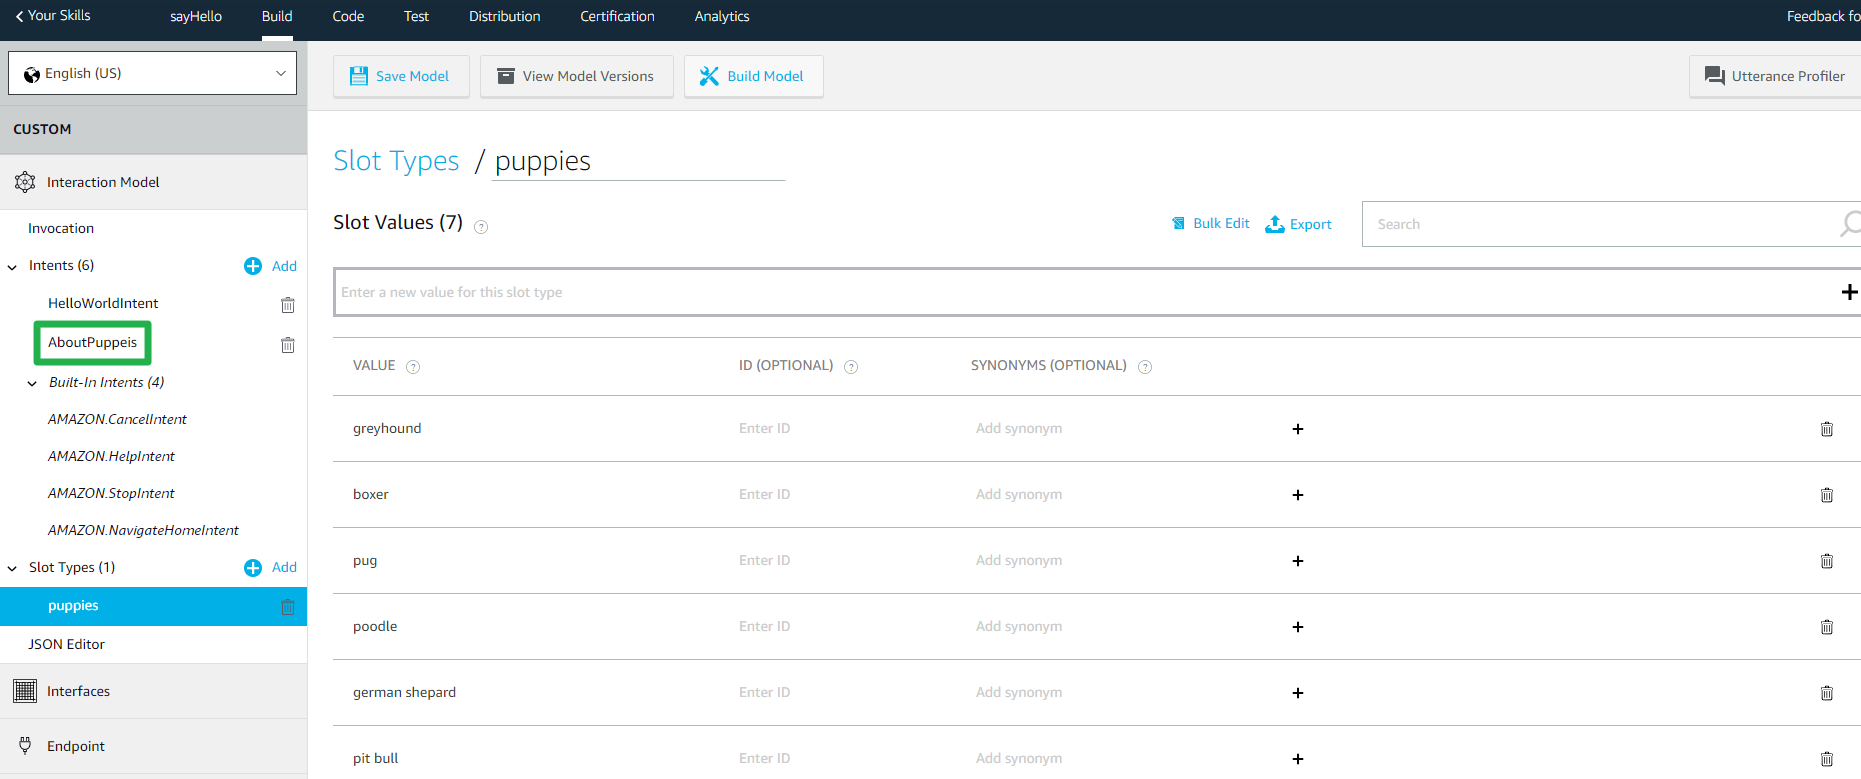 Your Skills sayHello Build Code Test Distribution Certification Analytics Feedback fo
English (US)
Save Model View Model Versions Build Model Utterance Profiler
CUSTOM
Interaction Model
Invocation
Intents (6) Add
HelloWorldIntent
AboutPuppeis
Built-In Intents (4)
AMAZON.CancelIntent
AMAZON.HelpIntent
AMAZON.StopIntent
AMAZON.NavigateHomeIntent
Slot Types (1) Add
puppies
JSON Editor
Interfaces
Endpoint
Slot Types / puppies
Slot Values (7) ? Bulk Edit Export Search
Enter a new value for this slot type
VALUE ? ID (OPTIONAL) ? SYNONYMS (OPTIONAL) ?
greyhound Enter ID Add synonym
boxer Enter ID Add synonym
pug Enter ID Add synonym
poodle Enter ID Add synonym
german shepard Enter ID Add synonym
pit bull Enter ID Add synonym